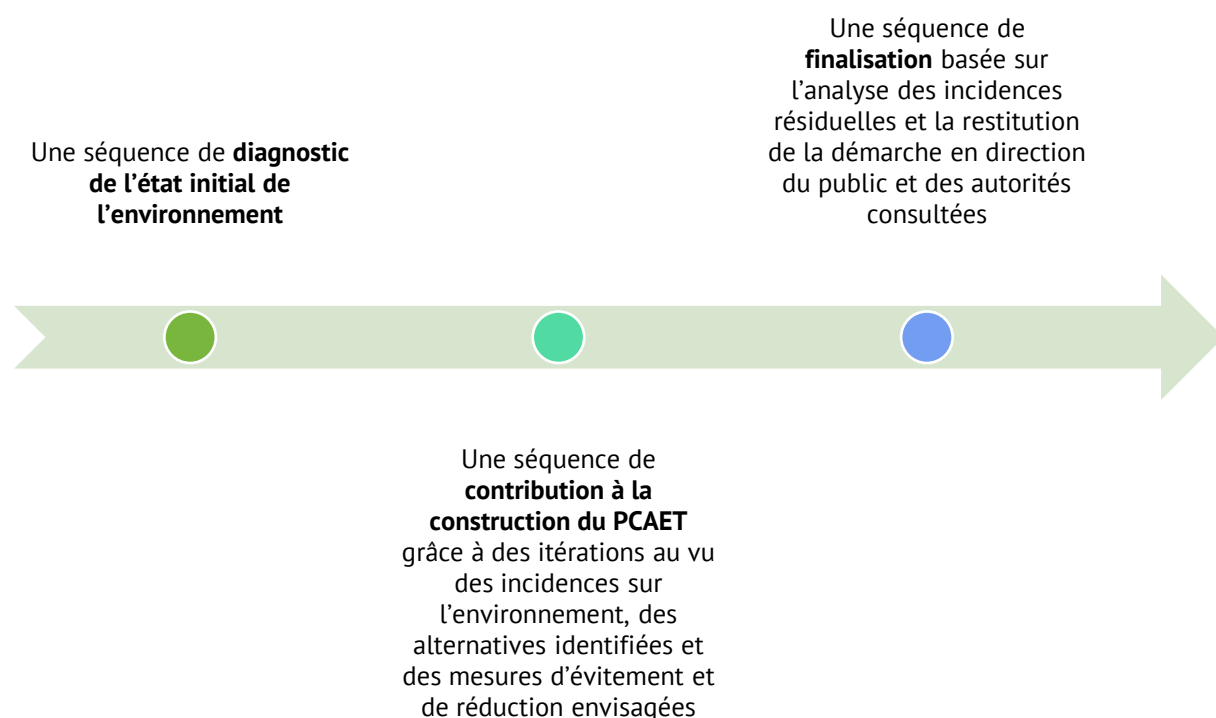 Une séquence de diagnostic
de l’état initial de
l’environnement
Une séquence de
contribution à la
construction du PCAET
grâce à des itérations au vu
des incidences sur
l’environnement, des
alternatives identifiées et
des mesures d’évitement et
de réduction envisagées
Une séquence de
finalisation basée sur
l’analyse des incidences
résiduelles et la restitution
de la démarche en direction
du public et des autorités
consultées